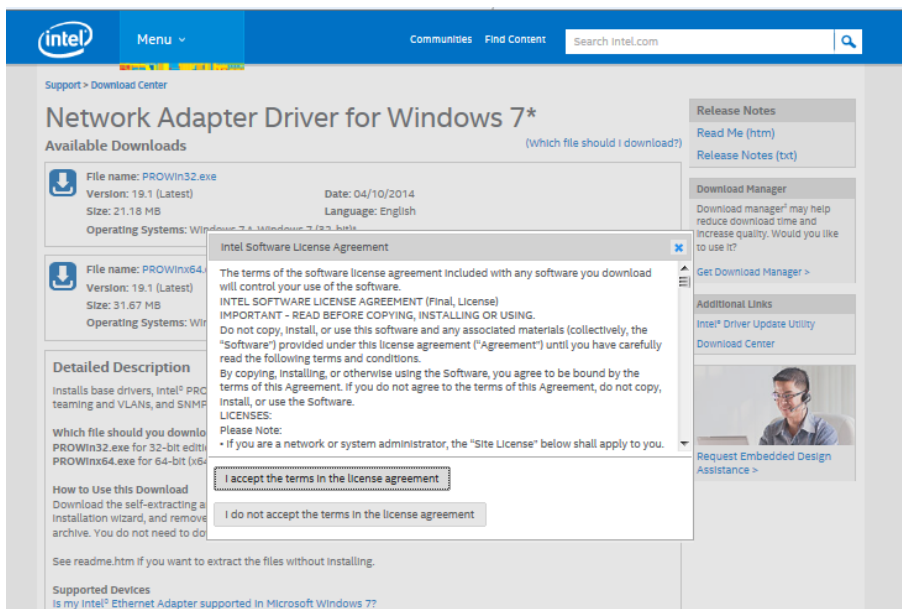 intel
Menu
Communities Find Content
Search Intel.com
Support > Download Center
Network Adapter Driver for Windows 7*
Available Downloads
(Which file should I download?)
File name: PROWin32.exe
Version: 19.1 (Latest) Date: 04/10/2014
Size: 21.18 MB Language: English
Operating Systems: Windows 7 *, Windows 7 (32-bit)*
File name: PROWinx64.
Version: 19.1 (Latest)
Size: 31.67 MB
Operating Systems: Wir
Detailed Description
Installs base drivers, Intel® PRO
teaming and VLANs, and SNMP
Which file should you downlo
PROWin32.exe for 32-bit editi
PROWinx64.exe for 64-bit (x64
How to Use this Download
Download the self-extracting a
installation wizard, and remove
archive. You do not need to do
See readme.htm if you want to extract the files without installing.
Supported Devices
Is my Intel® Ethernet Adapter supported in Microsoft Windows 7?
Intel Software License Agreement
The terms of the software license agreement included with any software you download
will control your use of the software.
INTEL SOFTWARE LICENSE AGREEMENT (Final, License)
IMPORTANT - READ BEFORE COPYING, INSTALLING OR USING.
Do not copy, install, or use this software and any associated materials (collectively, the
"Software") provided under this license agreement ("Agreement") until you have carefully
read the following terms and conditions.
By copying, installing, or otherwise using the Software, you agree to be bound by the
terms of this Agreement. If you do not agree to the terms of this Agreement, do not copy,
install, or use the Software.
LICENSES:
Please Note:
• If you are a network or system administrator, the "Site License" below shall apply to you.
I accept the terms in the license agreement
I do not accept the terms in the license agreement
Release Notes
Read Me (htm)
Release Notes (txt)
Download Manager
Download manager² may help
reduce download time and
increase quality. Would you like
to use it?
Get Download Manager >
Additional Links
Intel® Driver Update Utility
Download Center
Request Embedded Design
Assistance >